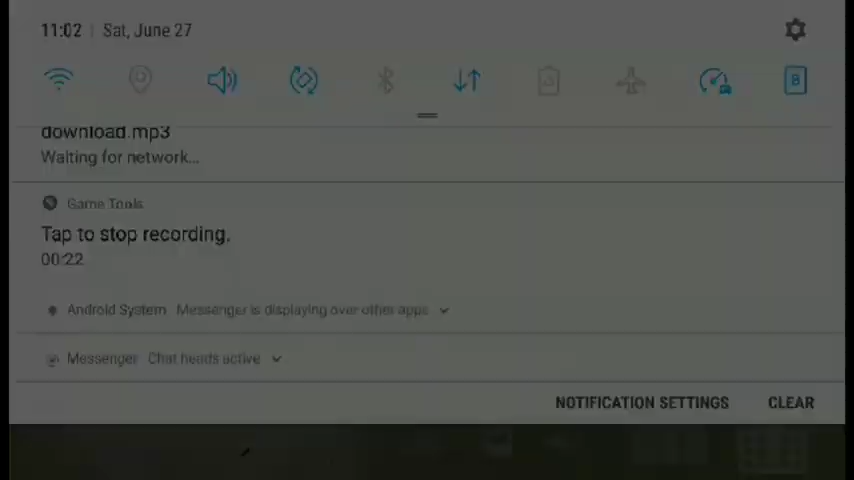 11:02 | Sat, June 27
B
download.mp3
Waiting for network...
Game Tools
Tap to stop recording.
00:22
Android System Messenger is displaying over other apps
Messenger Chat heads active
NOTIFICATION SETTINGS CLEAR